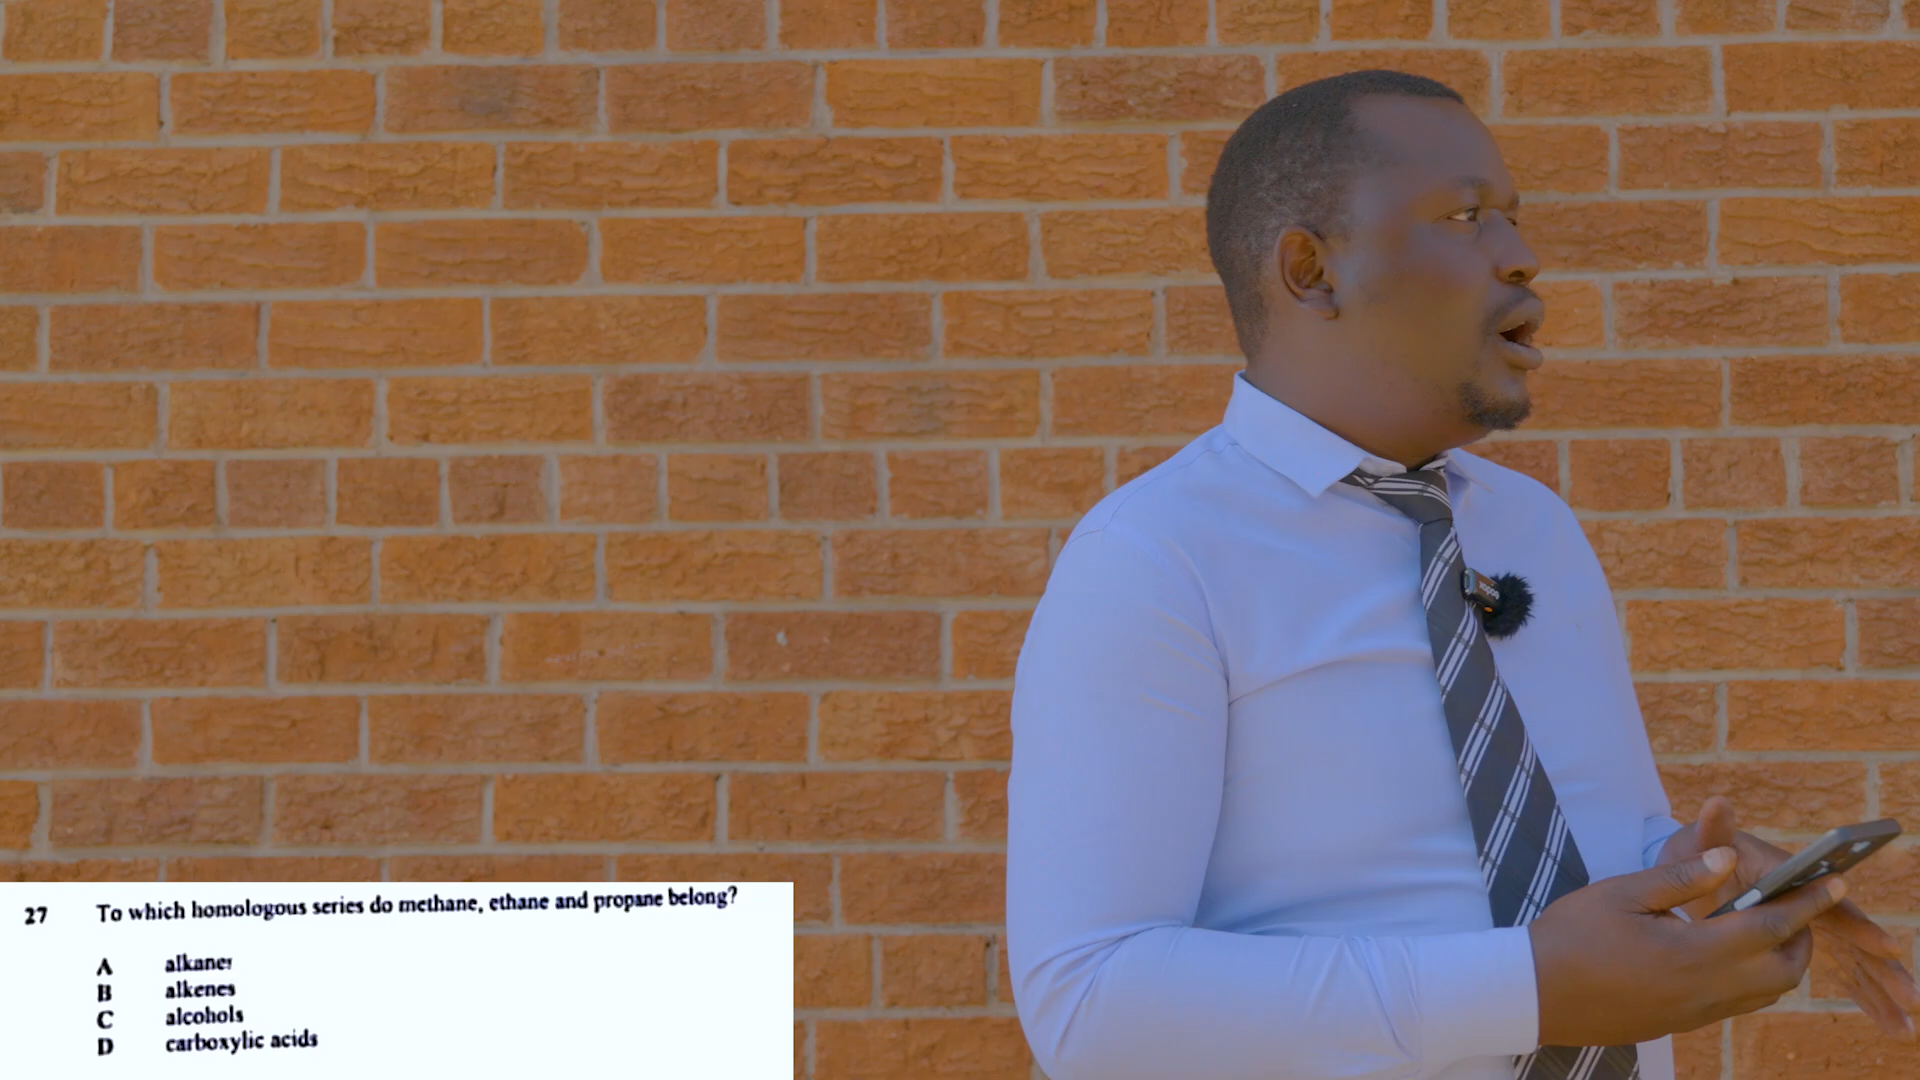 27 To which homologous series do methane, ethane and propane belong?
A alkanes
B alkenes
C alcohols
D carboxylic acids